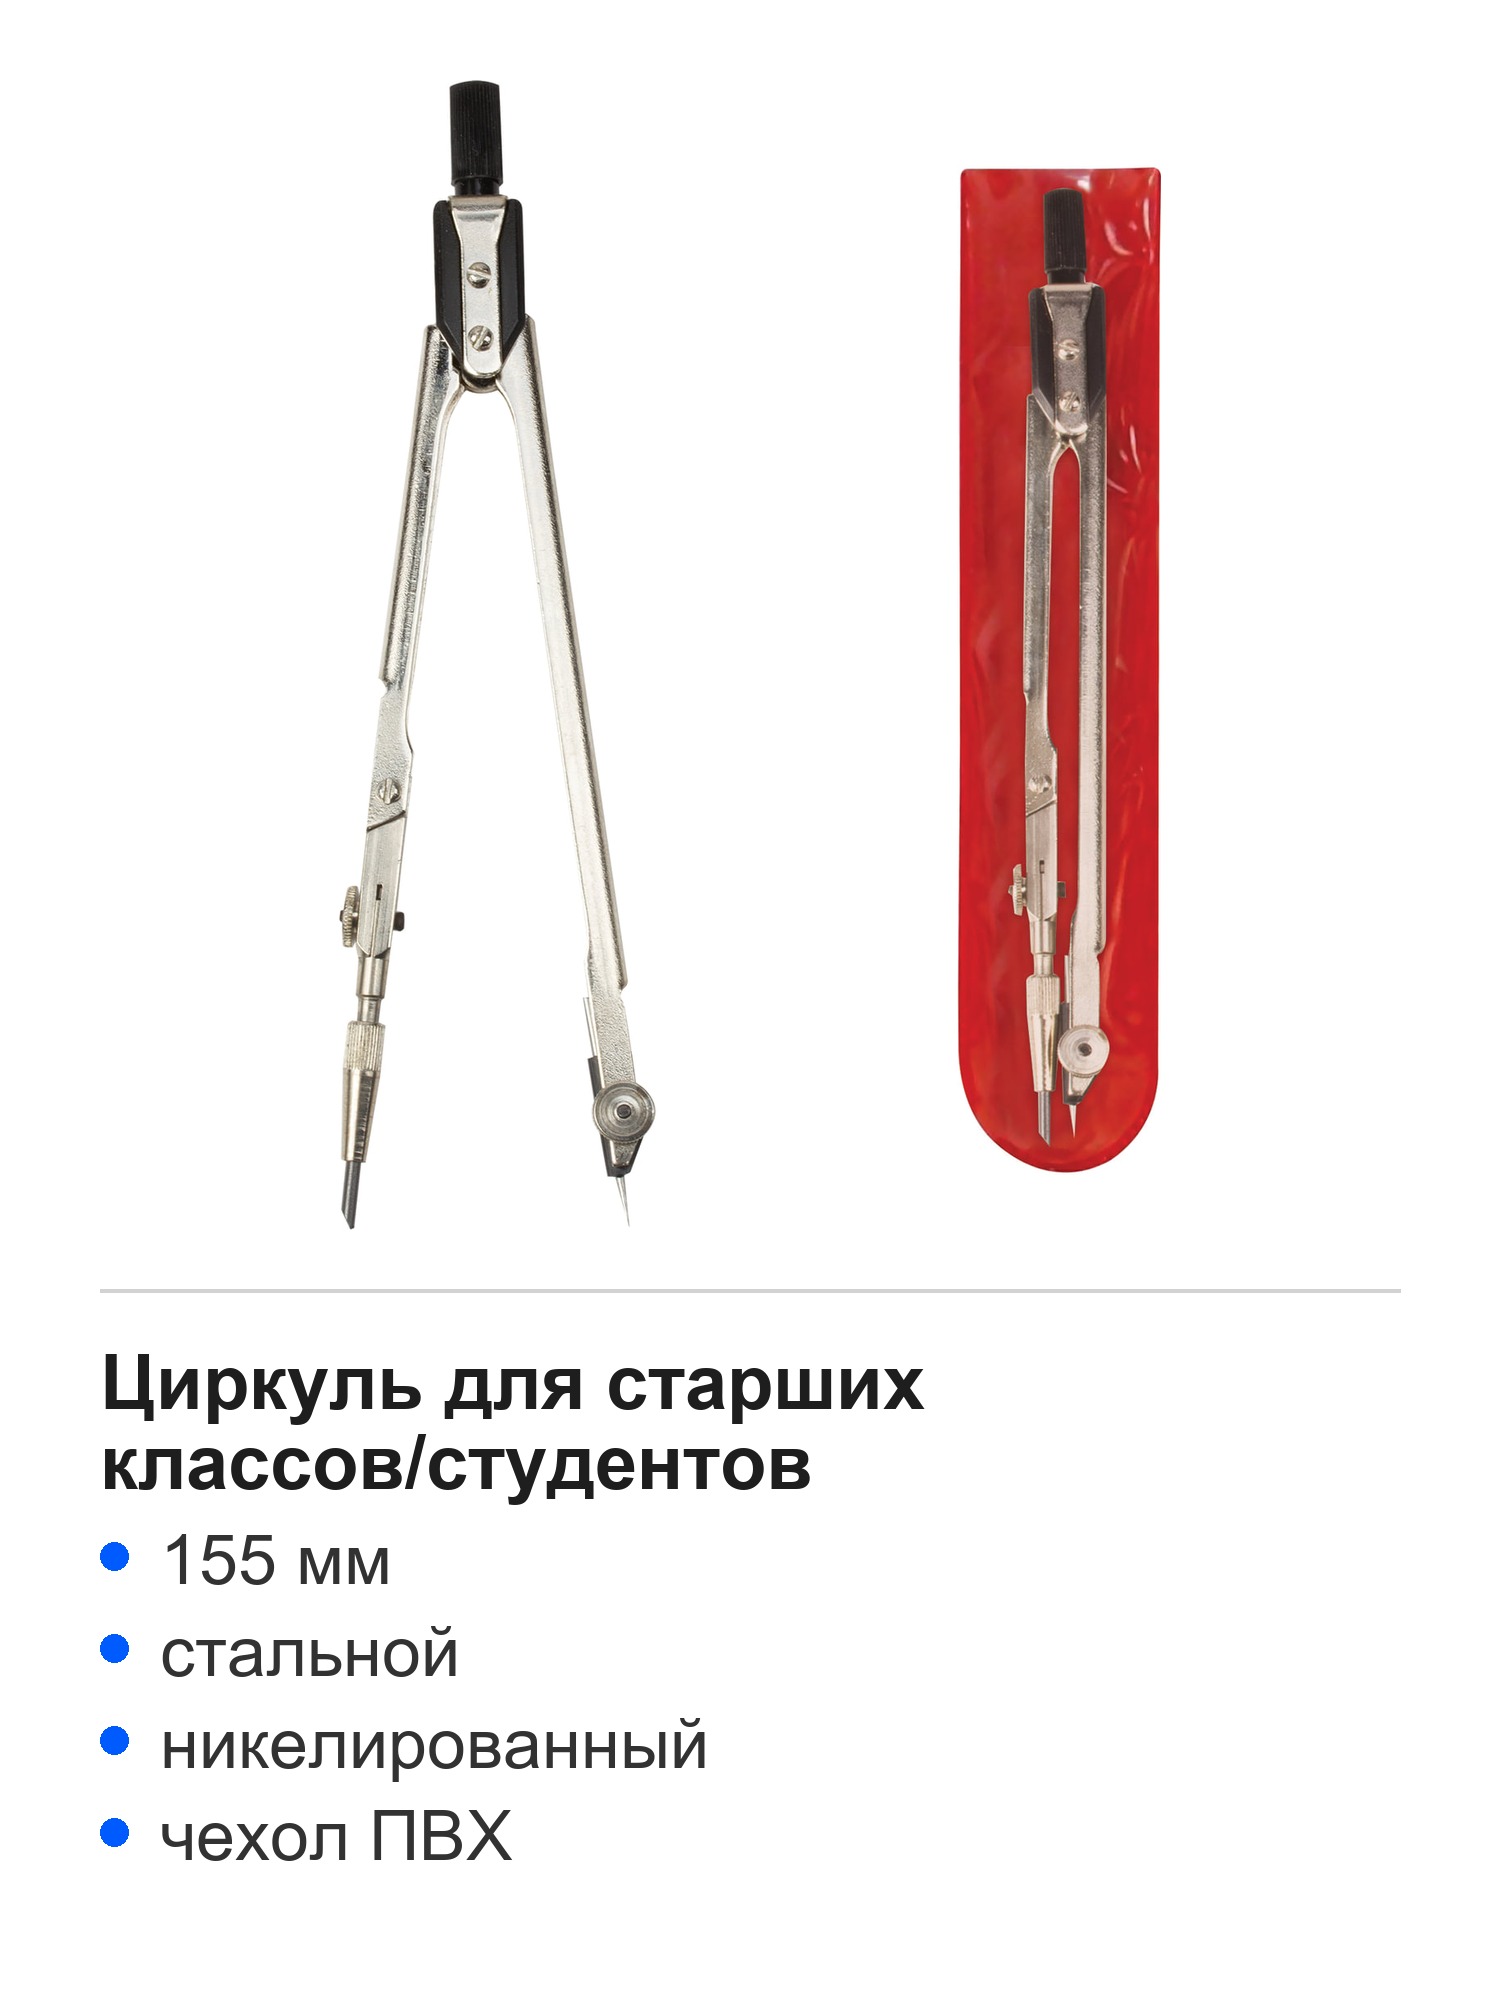 Циркуль для старших
классов/студентов
155 мм
стальной
никелированный
чехол ПВХ